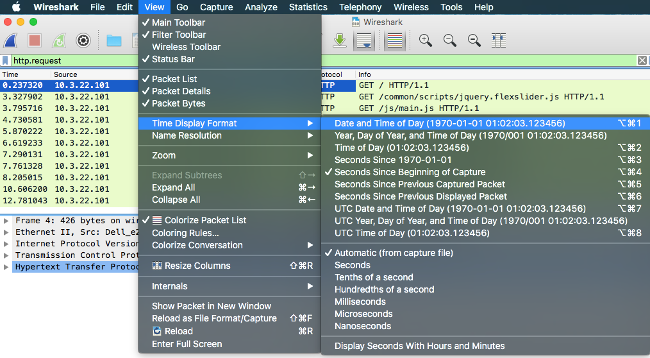 Wireshark File Edit View Go Capture Analyze Statistics Telephony Wireless Tools Help
Wireshark
Main Toolbar
Filter Toolbar
Wireless Toolbar
Status Bar
http.request
Time Source Info
0.237320 10.3.22.101 HTTP GET / HTTP/1.1
3.327902 10.3.22.101 GET /common/scripts/jquery.flexslider.js HTTP/1.1
3.795716 10.3.22.101 GET /js/main.js HTTP/1.1
4.730581 10.3.22.101
5.870222 10.3.22.101
6.619233 10.3.22.101
7.290131 10.3.22.101
7.761328 10.3.22.101
8.205015 10.3.22.101
10.606200 10.3.22.101
12.781043 10.3.22.101
Frame 4: 426 bytes on wir
Ethernet II, Src: Dell_e2
Internet Protocol Version
Transmission Control Prot
Hypertext Transfer Protoc
Packet List
Packet Details
Packet Bytes
Time Display Format
Name Resolution
Zoom
Expand Subtrees ⇧→
Expand All ⌘→
Collapse All ⌘←
Colorize Packet List
Coloring Rules...
Colorize Conversation
Resize Columns ⇧⌘R
Internals
Show Packet in New Window
Reload as File Format/Capture ⇧⌘F
Reload ⌘R
Enter Full Screen
Date and Time of Day (1970-01-01 01:02:03.123456) ⌥⌘1
Year, Day of Year, and Time of Day (1970/001 01:02:03.123456)
Time of Day (01:02:03.123456) ⌥⌘2
Seconds Since 1970-01-01 ⌥⌘3
Seconds Since Beginning of Capture ⌥⌘4
Seconds Since Previous Captured Packet ⌥⌘5
Seconds Since Previous Displayed Packet ⌥⌘6
UTC Date and Time of Day (1970-01-01 01:02:03.123456) ⌥⌘7
UTC Year, Day of Year, and Time of Day (1970/001 01:02:03.123456)
UTC Time of Day (01:02:03.123456) ⌥⌘8
Automatic (from capture file)
Seconds
Tenths of a second
Hundredths of a second
Milliseconds
Microseconds
Nanoseconds
Display Seconds With Hours and Minutes